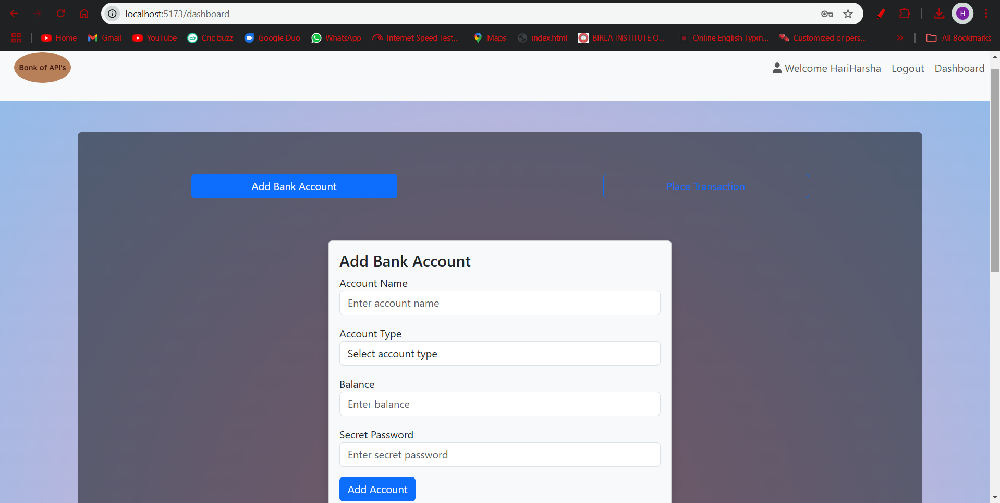 localhost:5173/dashboard
H
Home Gmail YouTube cb Cric buzz Google Duo WhatsApp Internet Speed Test... Maps index.html BIRLA INSTITUTE O... Online English Typin... Customized or pers... » All Bookmarks
Bank of API's
Welcome HariHarsha Logout Dashboard
Add Bank Account Place Transaction
Add Bank Account
Account Name
Enter account name
Account Type
Select account type
Balance
Enter balance
Secret Password
Enter secret password
Add Account